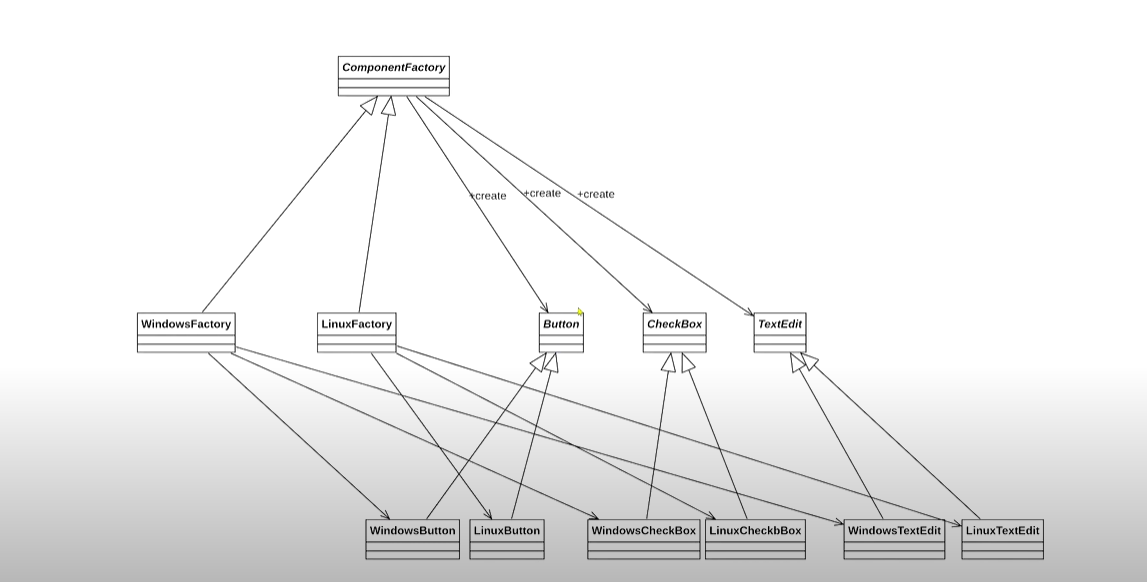 ComponentFactory
+create
+create
+create
WindowsFactory
LinuxFactory
Button
CheckBox
TextEdit
WindowsButton
LinuxButton
WindowsCheckBox
LinuxCheckbBox
WindowsTextEdit
LinuxTextEdit